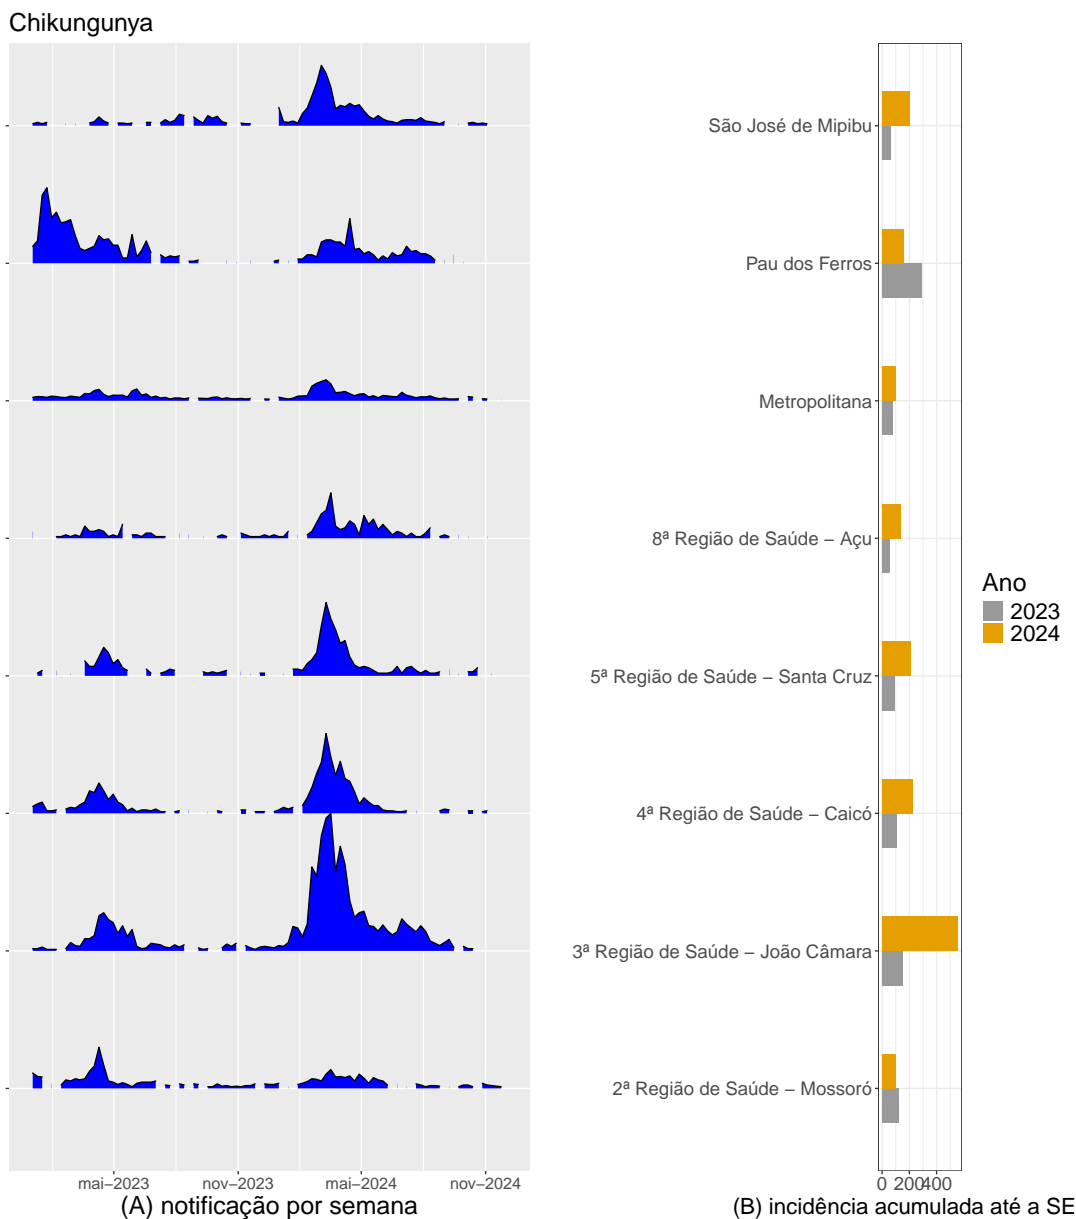 Chikungunya
São José de Mipibu
Pau dos Ferros
Metropolitana
8ª Região de Saúde – Açu
5ª Região de Saúde – Santa Cruz
4ª Região de Saúde – Caicó
3ª Região de Saúde – João Câmara
2ª Região de Saúde – Mossoró
Ano
2023
2024
mai–2023 nov–2023 mai–2024 nov–2024
0 200 400
(A) notificação por semana
(B) incidência acumulada até a SE